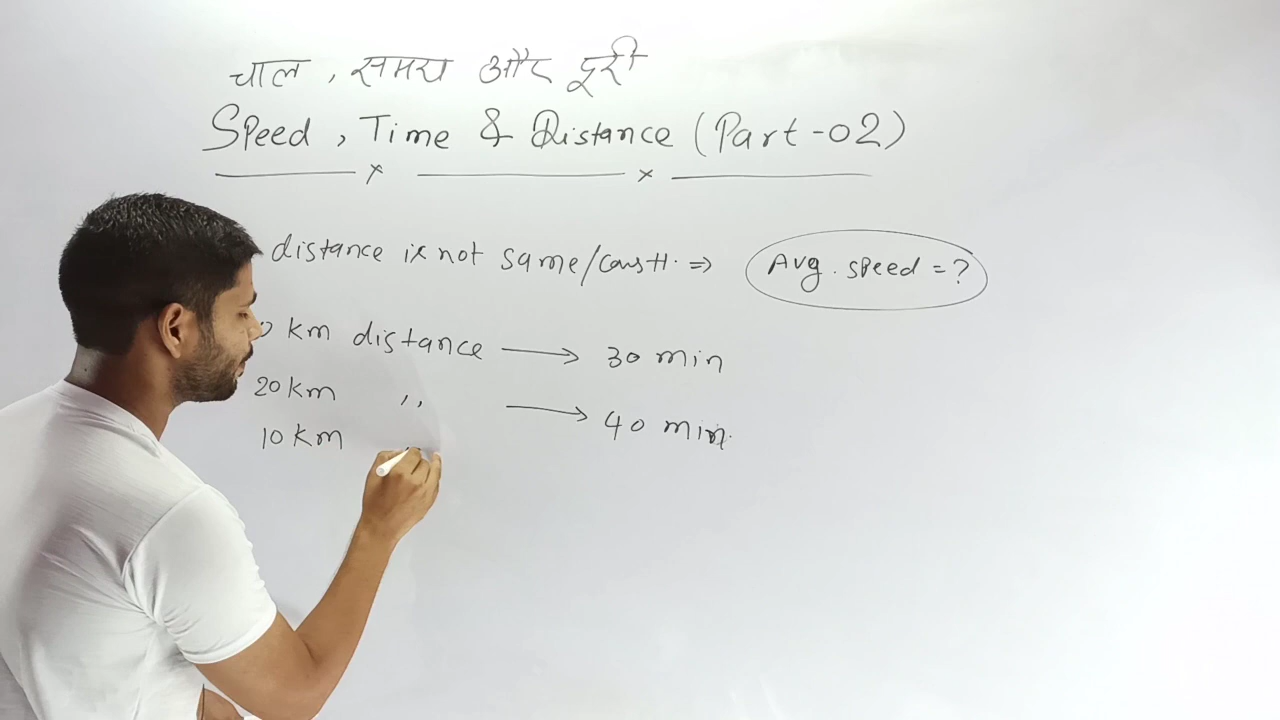 चाल, समय और दूरी
Speed, Time & Distance (Part-02)
distance is not same/constt. ⇒ Avg. speed = ?
0 km distance → 30 min
20 km ,, → 40 min.
10 km